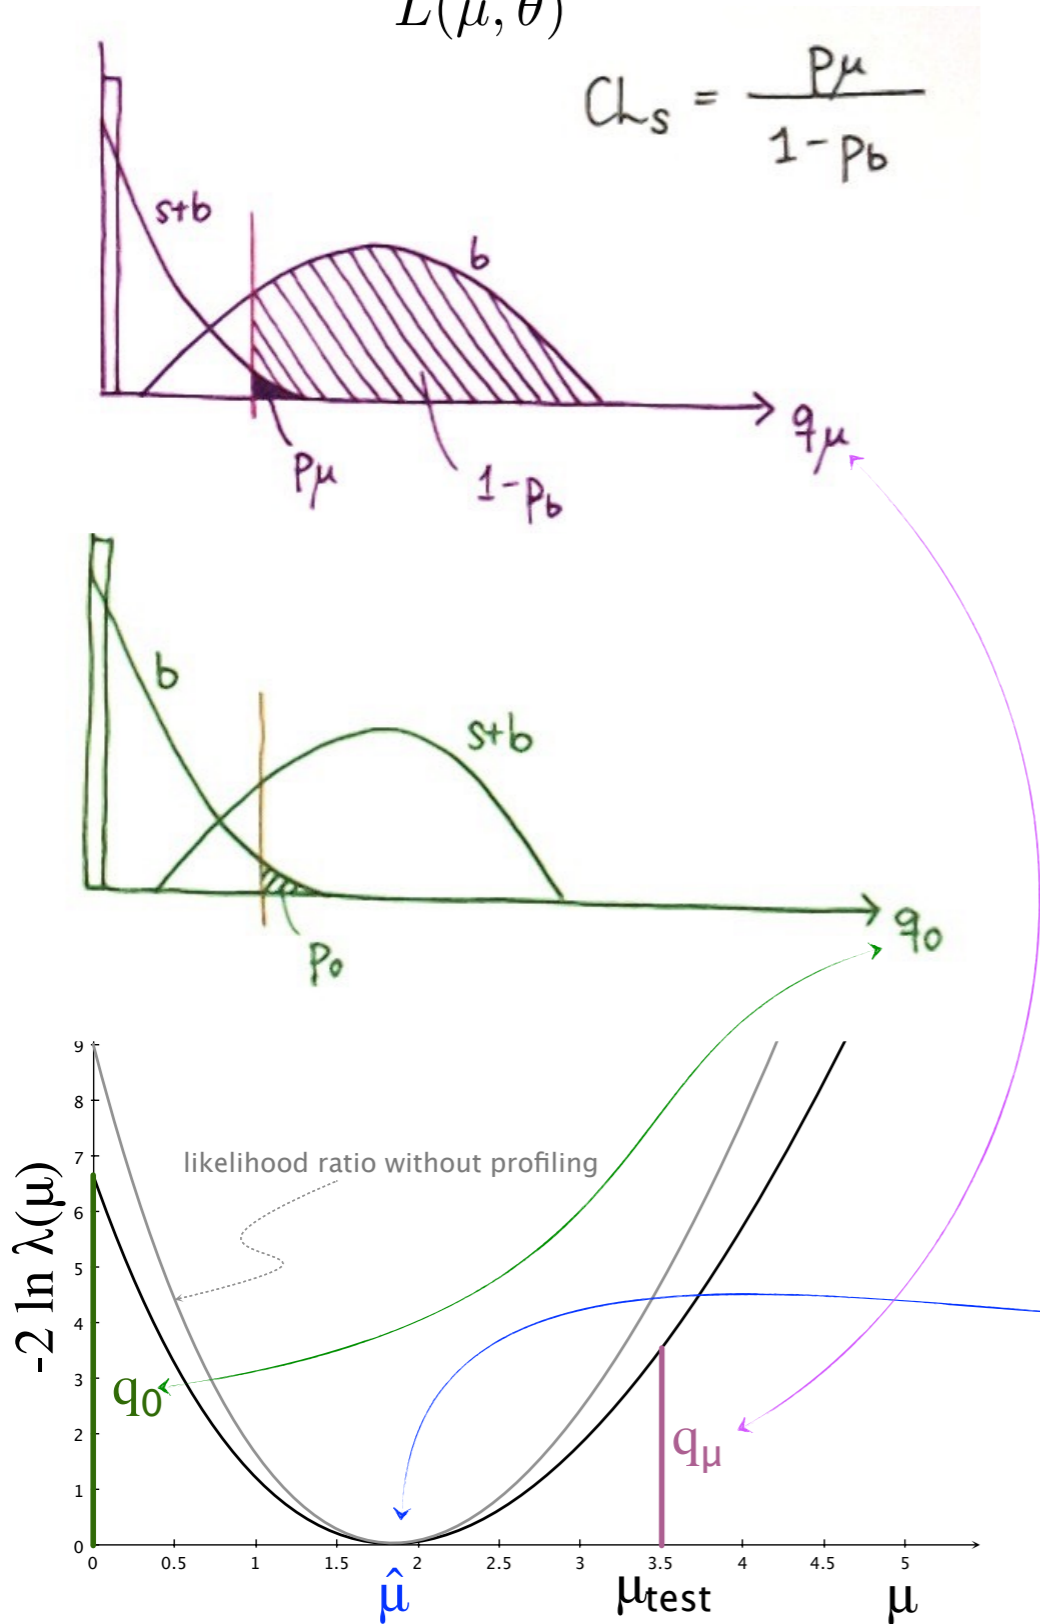 L(μ, θ)
CLs = pμ / 1-pb
s+b
b
qμ
pμ
1-pb
b
s+b
q0
p0
-2 ln λ(μ)
9
8
7
6
5
4
3
2
1
0
likelihood ratio without profiling
q0
qμ
0 0.5 1 1.5 2 2.5 3 3.5 4 4.5 5
μ̂ μtest μ